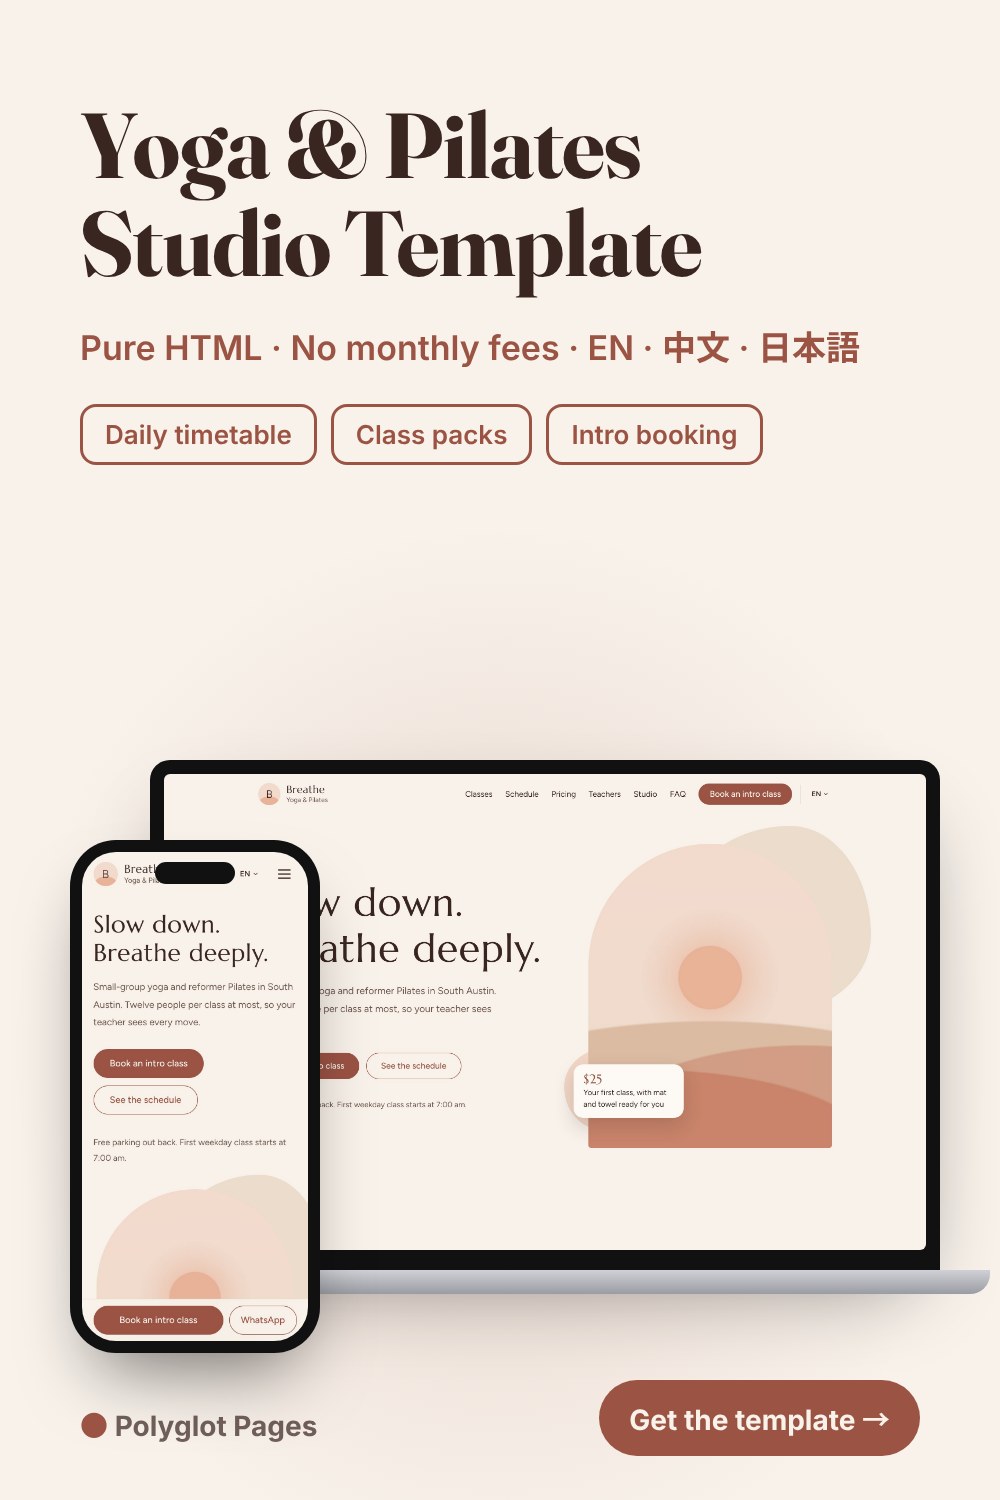 Yoga & Pilates
Studio Template
Pure HTML · No monthly fees · EN · 中文 · 日本語
Daily timetable
Class packs
Intro booking
B
Breathe
Yoga & Pilates
Classes
Schedule
Pricing
Teachers
Studio
FAQ
Book an intro class
EN
w down.
athe deeply.
oga and reformer Pilates in South Austin.
per class at most, so your teacher sees
o class
See the schedule
ack. First weekday class starts at 7:00 am.
$25
Your first class, with mat
and towel ready for you
B
Breat
Yoga & Pil
EN
Slow down.
Breathe deeply.
Small-group yoga and reformer Pilates in South
Austin. Twelve people per class at most, so your
teacher sees every move.
Book an intro class
See the schedule
Free parking out back. First weekday class starts at
7:00 am.
Book an intro class
WhatsApp
Polyglot Pages
Get the template →